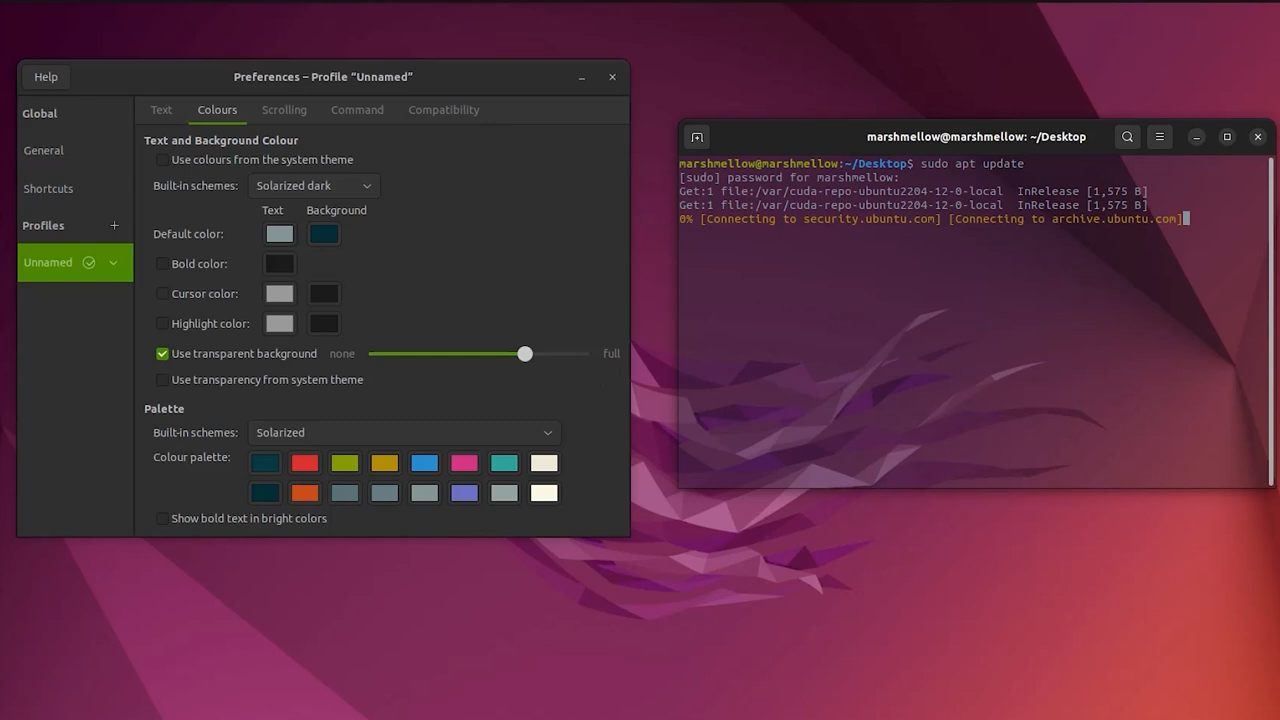 Help
Preferences – Profile “Unnamed”
Global
General
Shortcuts
Profiles
Unnamed
Text Colours Scrolling Command Compatibility
Text and Background Colour
Use colours from the system theme
Built-in schemes: Solarized dark
Text Background
Default color:
Bold color:
Cursor color:
Highlight color:
Use transparent background none full
Use transparency from system theme
Palette
Built-in schemes: Solarized
Colour palette:
Show bold text in bright colors
marshmellow@marshmellow: ~/Desktop
marshmellow@marshmellow:~/Desktop$ sudo apt update
[sudo] password for marshmellow:
Get:1 file:/var/cuda-repo-ubuntu2204-12-0-local InRelease [1,575 B]
Get:1 file:/var/cuda-repo-ubuntu2204-12-0-local InRelease [1,575 B]
0% [Connecting to security.ubuntu.com] [Connecting to archive.ubuntu.com]